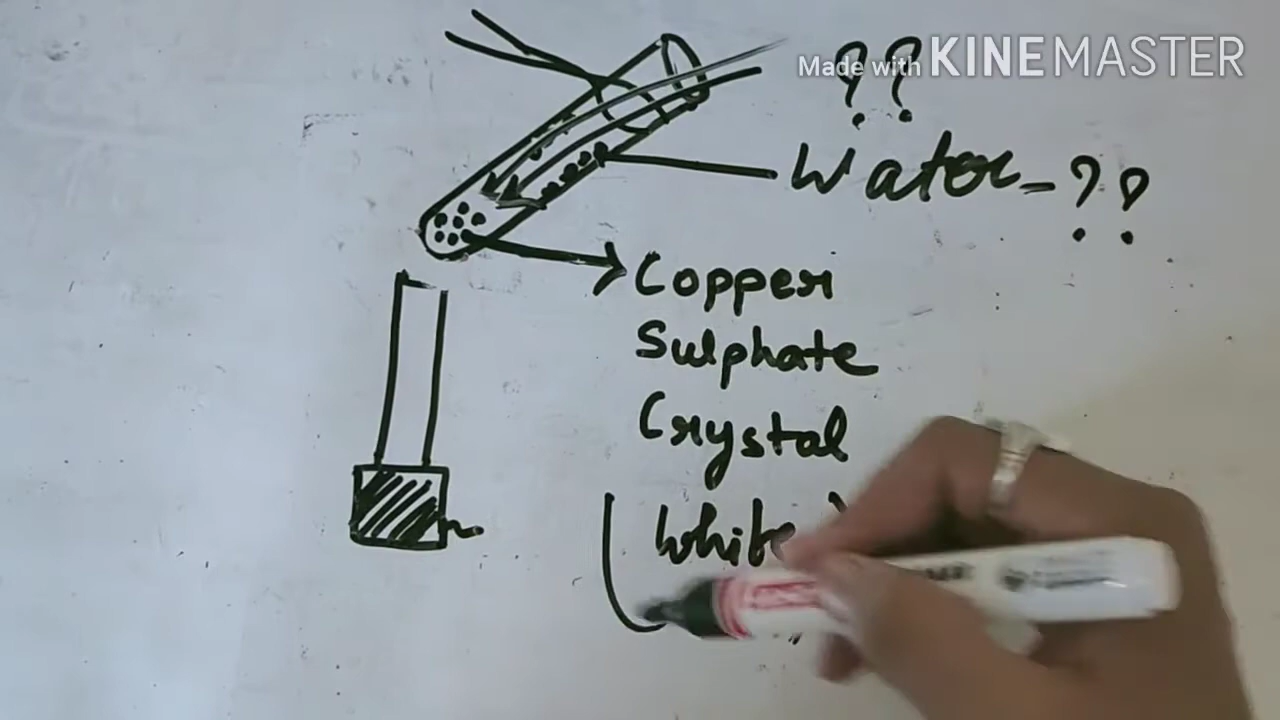 Made with KINEMASTER
??
Water - ??
Copper
Sulphate
Crystal
White